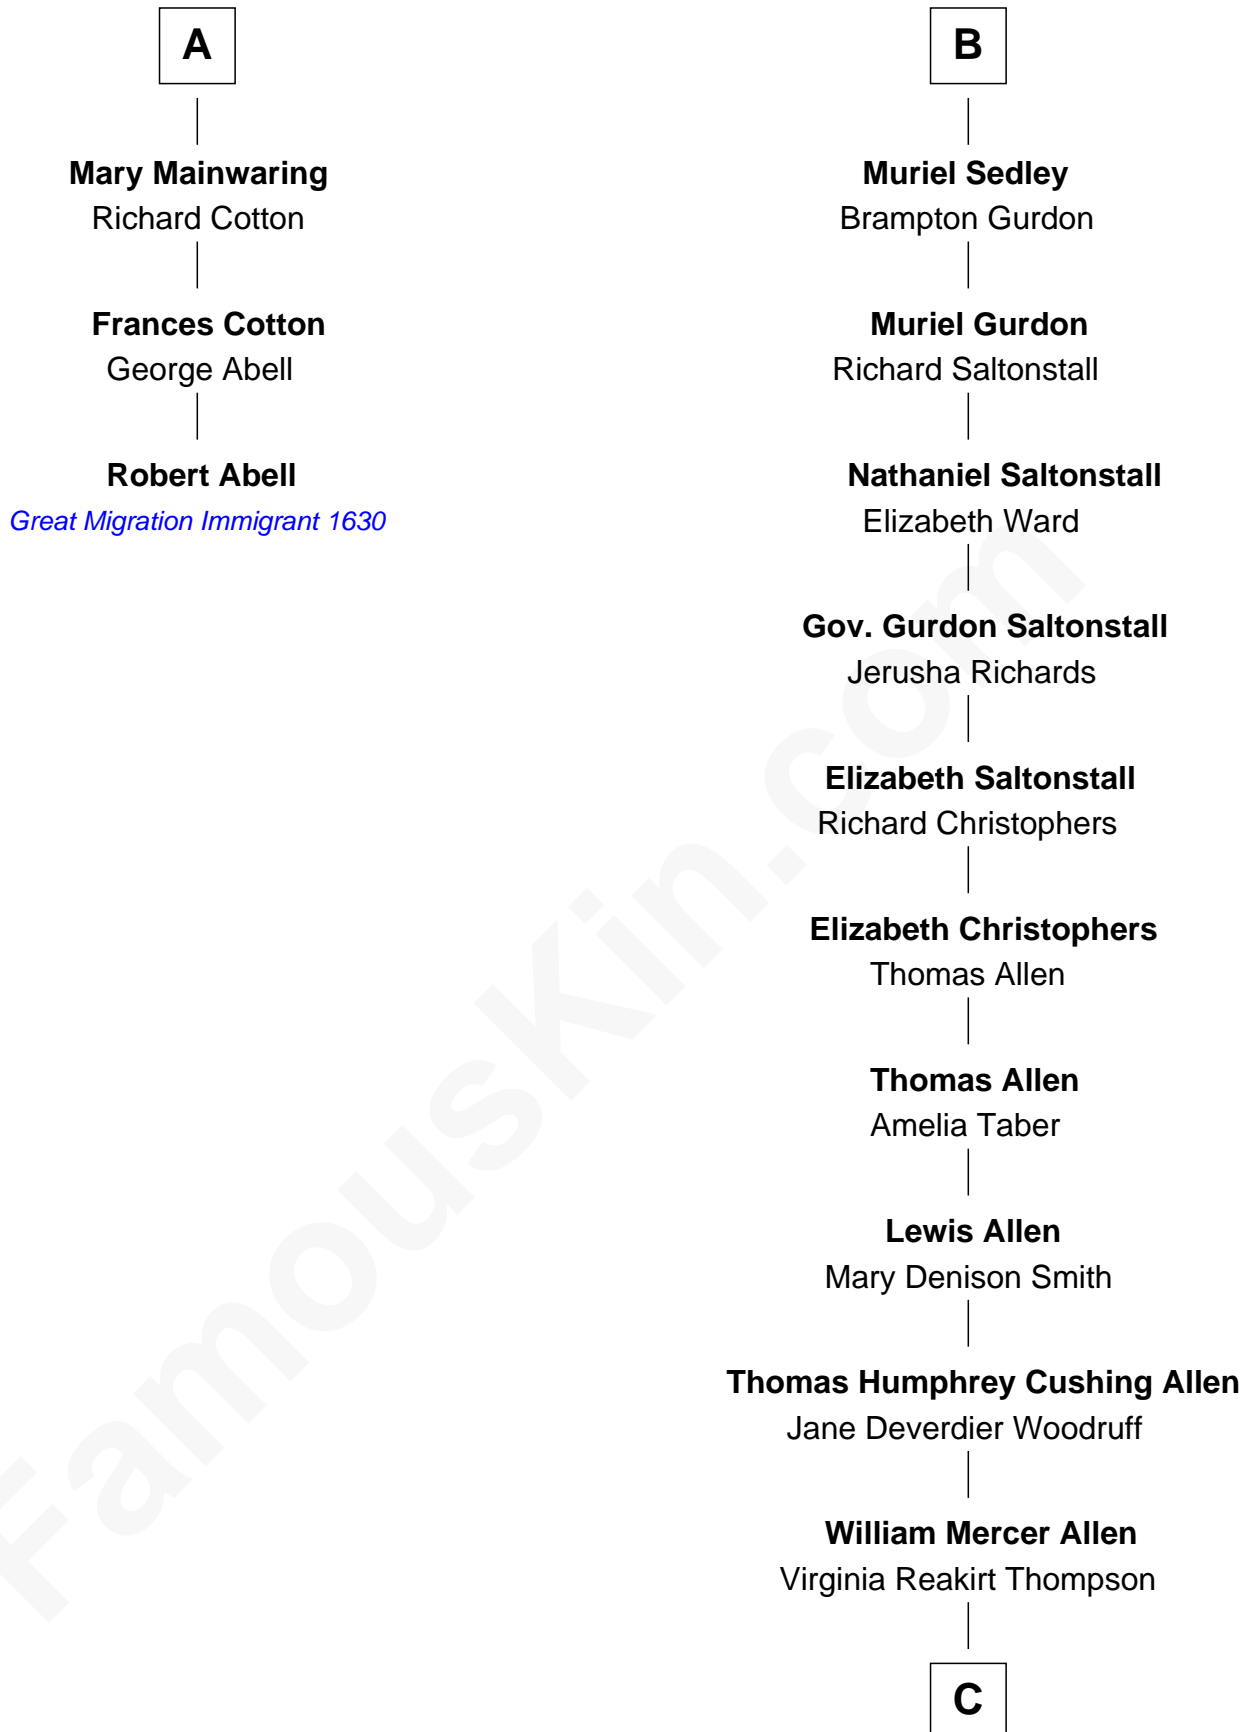 A
Mary Mainwaring
Richard Cotton
Frances Cotton
George Abell
Robert Abell
Great Migration Immigrant 1630
B
Muriel Sedley
Brampton Gurdon
Muriel Gurdon
Richard Saltonstall
Nathaniel Saltonstall
Elizabeth Ward
Gov. Gurdon Saltonstall
Jerusha Richards
Elizabeth Saltonstall
Richard Christophers
Elizabeth Christophers
Thomas Allen
Thomas Allen
Amelia Taber
Lewis Allen
Mary Denison Smith
Thomas Humphrey Cushing Allen
Jane Deverdier Woodruff
William Mercer Allen
Virginia Reakirt Thompson
C
FamousKin.com